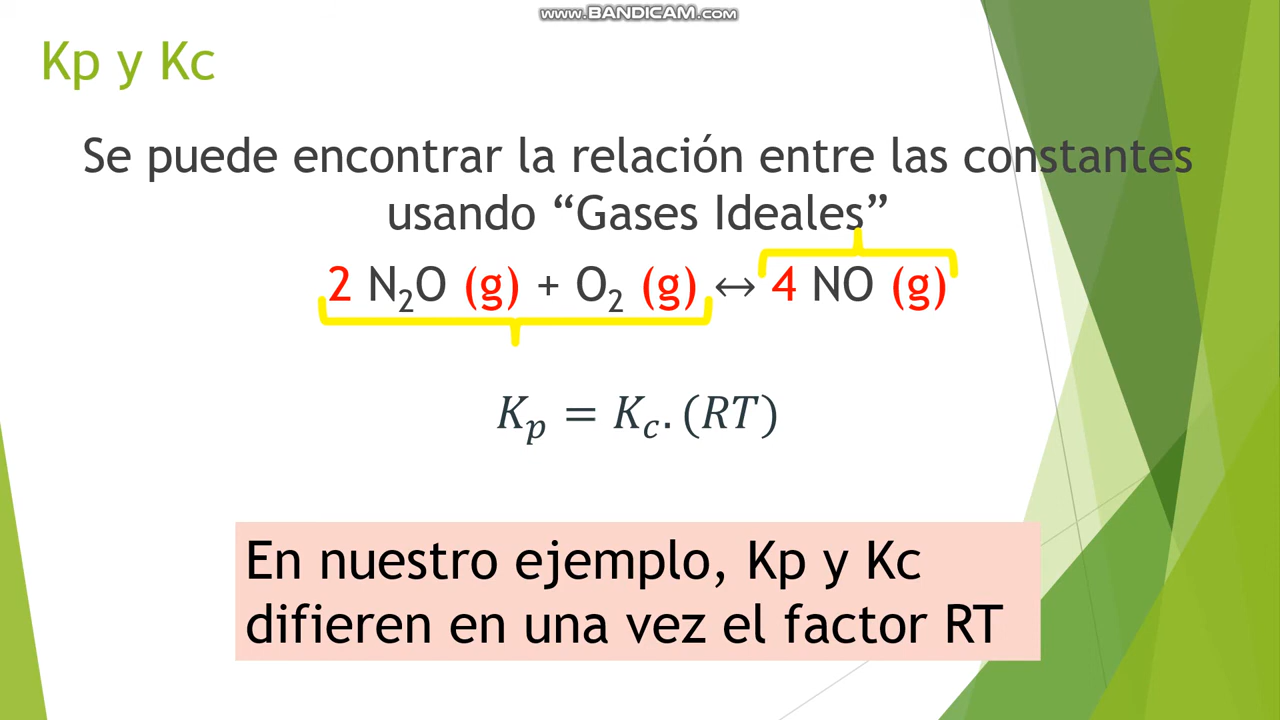 www.BANDICAM.com
Kp y Kc
Se puede encontrar la relación entre las constantes
usando “Gases Ideales”
2 N₂O (g) + O₂ (g) ↔ 4 NO (g)
K_p = K_c. (RT)
En nuestro ejemplo, Kp y Kc
difieren en una vez el factor RT